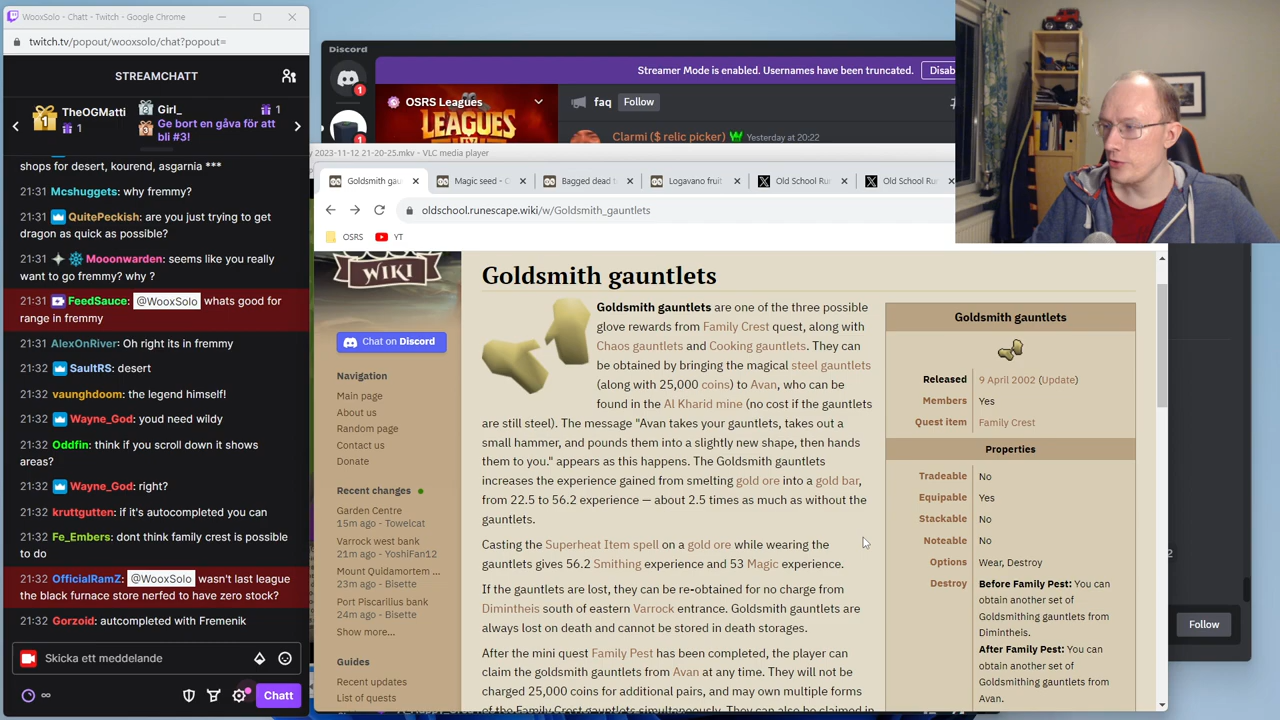 WooxSolo - Chatt - Twitch - Google Chrome
twitch.tv/popout/wooxsolo/chat?popout=
STREAMCHATT
TheOGMatti
1
Girl_
1
Ge bort en gåva för att
bli #3!
shops for desert, kourend, asgarnia ***
21:31 Mcshuggets: why fremmy?
21:31 QuitePeckish: are you just trying to
get dragon as quick as possible?
21:31 Mooonwarden: seems like you really
want to go fremmy? why ?
21:31 FeedSauce: @WooxSolo whats good for
range in fremmy
21:31 AlexOnRiver: Oh right its in fremmy
21:32 SaultRS: desert
21:32 vaunghdoom: the legend himself!
21:32 Wayne_God: youd need wildy
21:32 Oddfin: think if you scroll down it shows
areas?
21:32 Wayne_God: right?
21:32 kruttgutten: if it's autocompleted you can
21:32 Fe_Embers: dont think family crest is possible
to do
21:32 OfficialRamZ: @WooxSolo wasn't last league
the black furnace store nerfed to have zero stock?
21:32 Gorzoid: autcompleted with Fremenik
Skicka ett meddelande
Chatt
Discord
Streamer Mode is enabled. Usernames have been truncated.
Disab
OSRS Leagues
LEAGUES
faq
Follow
Clarmi ($ relic picker) W Yesterday at 20:22
2023-11-12 21-20-25.mkv - VLC media player
Goldsmith gau
Magic seed - C
Bagged dead t
Logavano fruit
Old School Ru
Old School Ru
oldschool.runescape.wiki/w/Goldsmith_gauntlets
OSRS
YT
WIKI
Chat on Discord
Navigation
Main page
About us
Random page
Contact us
Donate
Recent changes
Garden Centre
15m ago - Towelcat
Varrock west bank
21m ago - YoshiFan12
Mount Quidamortem ...
23m ago - Bisette
Port Piscarilius bank
24m ago - Bisette
Show more...
Guides
Recent updates
List of quests
Goldsmith gauntlets
Goldsmith gauntlets are one of the three possible
glove rewards from Family Crest quest, along with
Chaos gauntlets and Cooking gauntlets. They can
be obtained by bringing the magical steel gauntlets
(along with 25,000 coins) to Avan, who can be
found in the Al Kharid mine (no cost if the gauntlets
are still steel). The message "Avan takes your gauntlets, takes out a
small hammer, and pounds them into a slightly new shape, then hands
them to you." appears as this happens. The Goldsmith gauntlets
increases the experience gained from smelting gold ore into a gold bar,
from 22.5 to 56.2 experience — about 2.5 times as much as without the
gauntlets.
Casting the Superheat Item spell on a gold ore while wearing the
gauntlets gives 56.2 Smithing experience and 53 Magic experience.
If the gauntlets are lost, they can be re-obtained for no charge from
Dimintheis south of eastern Varrock entrance. Goldsmith gauntlets are
always lost on death and cannot be stored in death storages.
After the mini quest Family Pest has been completed, the player can
claim the goldsmith gauntlets from Avan at any time. They will not be
charged 25,000 coins for additional pairs, and may own multiple forms
of the Family Crest gauntlets simultaneously. They can also be claimed in
Goldsmith gauntlets
Released 9 April 2002 (Update)
Members Yes
Quest item Family Crest
Properties
Tradeable No
Equipable Yes
Stackable No
Noteable No
Options Wear, Destroy
Destroy Before Family Pest: You can
obtain another set of
Goldsmithing gauntlets from
Dimintheis.
After Family Pest: You can
obtain another set of
Goldsmithing gauntlets from
Avan.
Follow